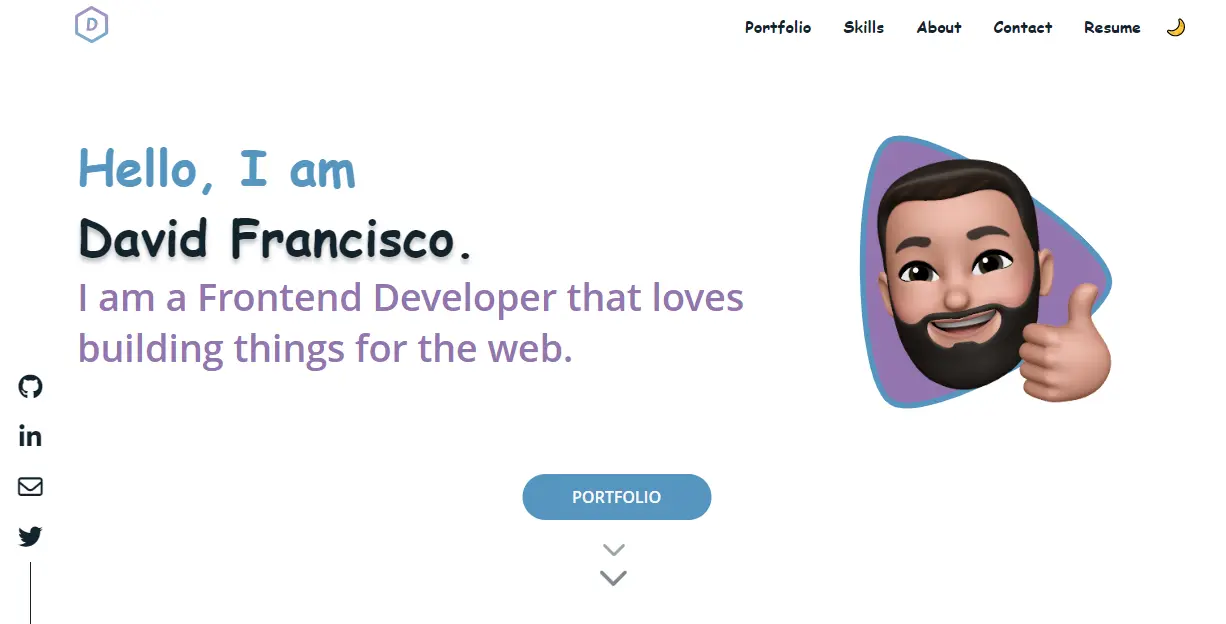 D
Portfolio Skills About Contact Resume
Hello, I am
David Francisco.
I am a Frontend Developer that loves
building things for the web.
in
PORTFOLIO